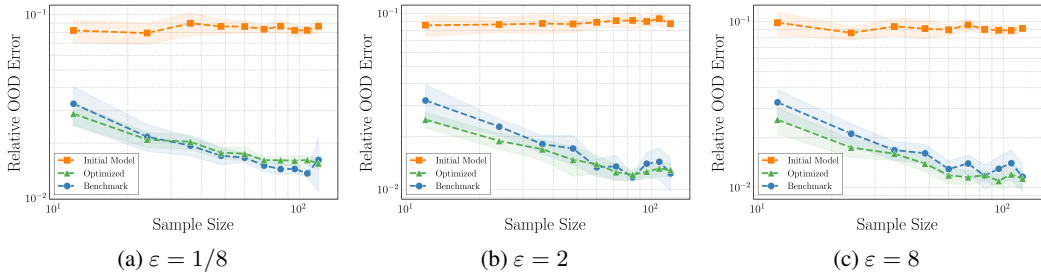 Relative OOD Error
10⁻¹
10⁻²
Initial Model
Optimized
Benchmark
10¹
10²
Sample Size
(a) ε = 1/8
Relative OOD Error
10⁻¹
10⁻²
Initial Model
Optimized
Benchmark
10¹
10²
Sample Size
(b) ε = 2
Relative OOD Error
10⁻¹
10⁻²
Initial Model
Optimized
Benchmark
10¹
10²
Sample Size
(c) ε = 8